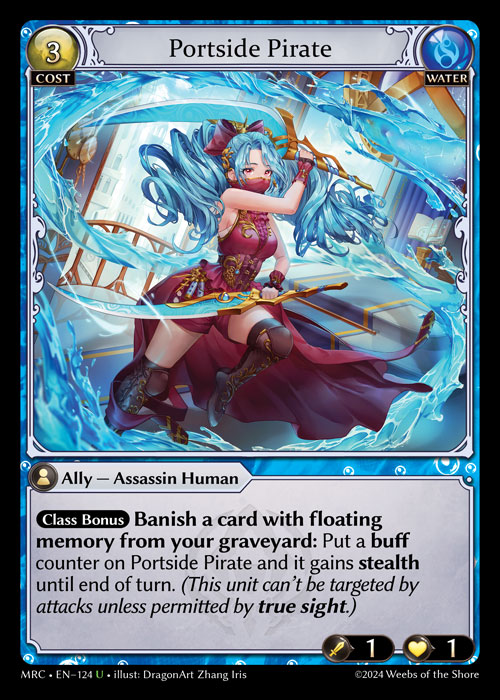 3
Portside Pirate
COST
WATER
Ally — Assassin Human
Class Bonus Banish a card with floating
memory from your graveyard: Put a buff
counter on Portside Pirate and it gains stealth
until end of turn. (This unit can't be targeted by
attacks unless permitted by true sight.)
1
1
MRC • EN–124 U • illust: DragonArt Zhang Iris
©2024 Weebs of the Shore